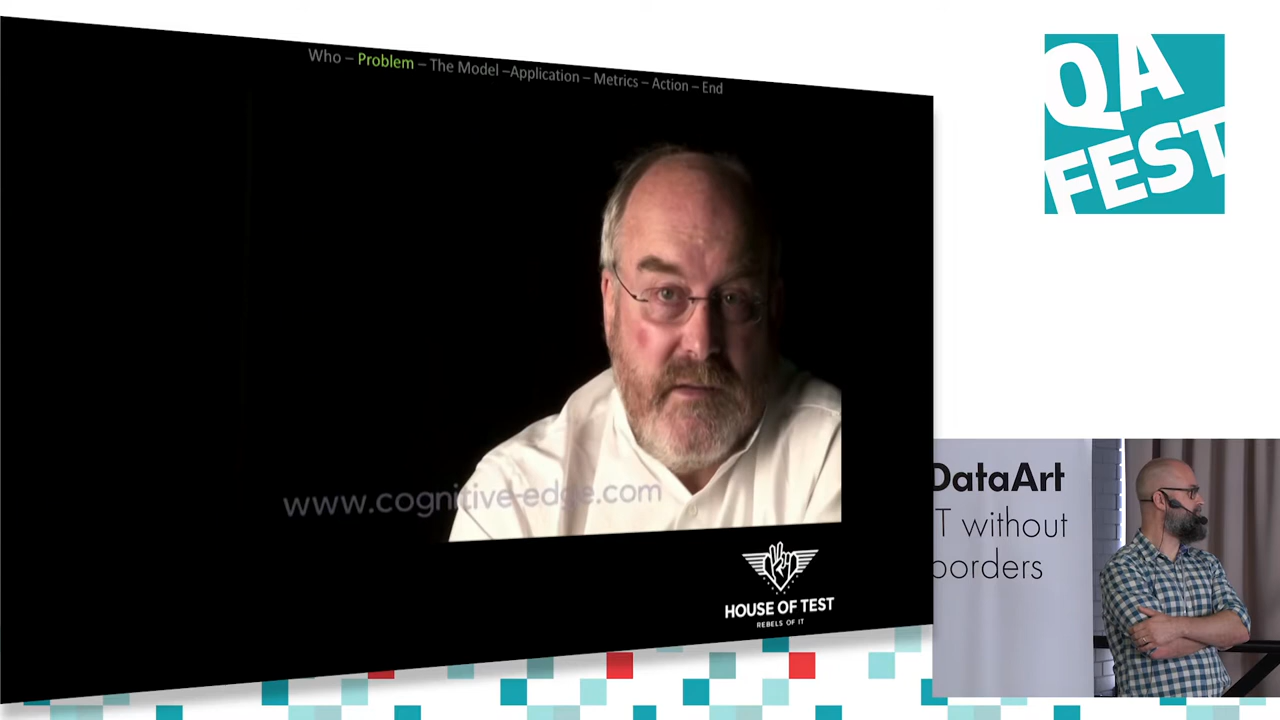 Who – Problem – The Model –Application – Metrics – Action – End
www.cognitive-edge.com
HOUSE OF TEST
REBELS OF IT
QA
FEST
DataArt
IT without
borders